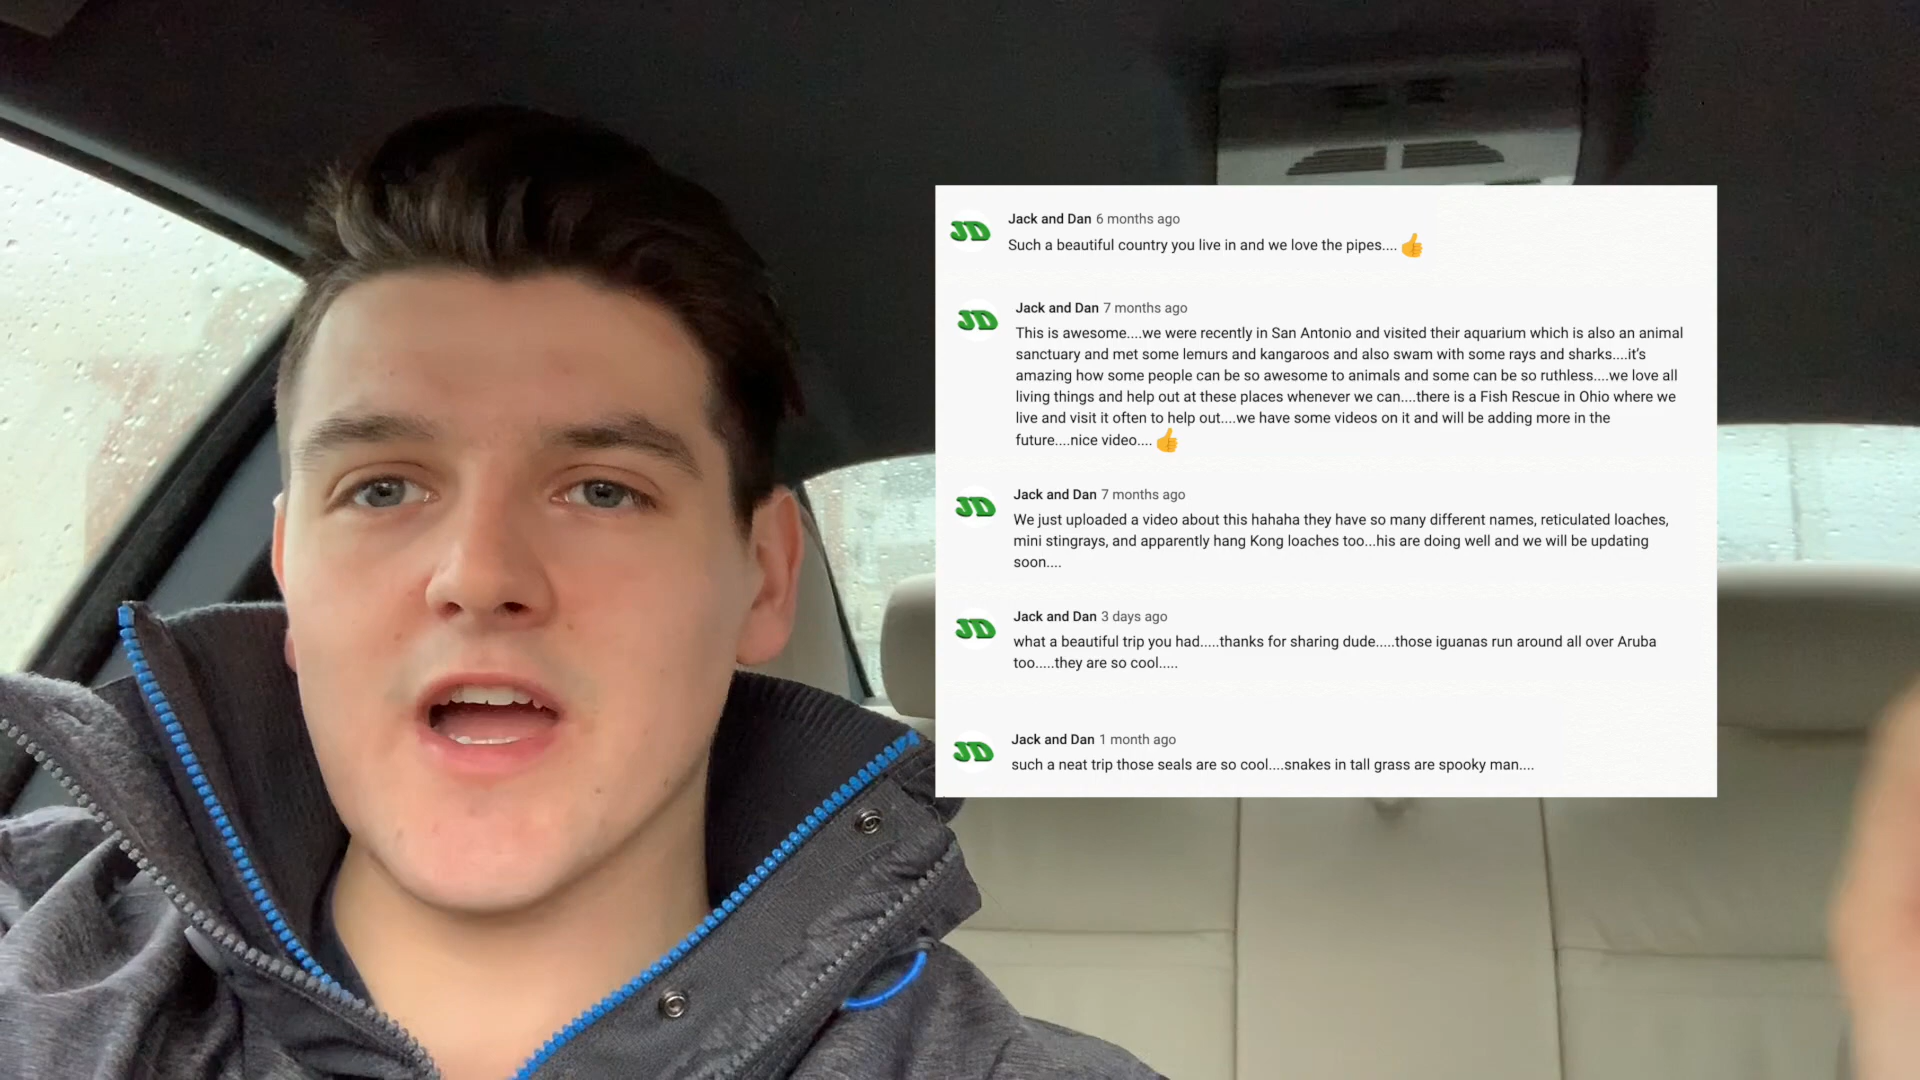 Jack and Dan 6 months ago
Such a beautiful country you live in and we love the pipes.... 👍
Jack and Dan 7 months ago
This is awesome....we were recently in San Antonio and visited their aquarium which is also an animal
sanctuary and met some lemurs and kangaroos and also swam with some rays and sharks....it's
amazing how some people can be so awesome to animals and some can be so ruthless....we love all
living things and help out at these places whenever we can....there is a Fish Rescue in Ohio where we
live and visit it often to help out....we have some videos on it and will be adding more in the
future....nice video.... 👍
Jack and Dan 7 months ago
We just uploaded a video about this hahaha they have so many different names, reticulated loaches,
mini stingrays, and apparently hang Kong loaches too...his are doing well and we will be updating
soon....
Jack and Dan 3 days ago
what a beautiful trip you had.....thanks for sharing dude.....those iguanas run around all over Aruba
too.....they are so cool.....
Jack and Dan 1 month ago
such a neat trip those seals are so cool....snakes in tall grass are spooky man....
JD
JD
JD
JD
JD